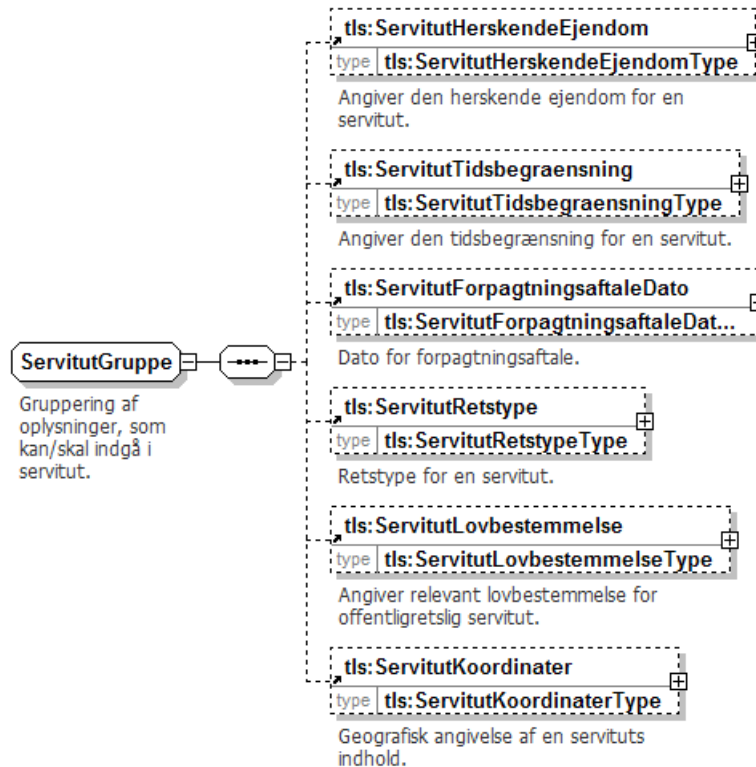 tls:ServitutHerskendeEjendom
type tls:ServitutHerskendeEjendomType
Angiver den herskende ejendom for en
servitut.
tls:ServitutTidsbegraensning
type tls:ServitutTidsbegraensningType
Angiver den tidsbegrænsning for en servitut.
tls:ServitutForpagtningsaftaleDato
type tls:ServitutForpagtningsaftaleDat...
Dato for forpagtningsaftale.
ServitutGruppe
Gruppering af
oplysninger, som
kan/skal indgå i
servitut.
tls:ServitutRetstype
type tls:ServitutRetstypeType
Retstype for en servitut.
tls:ServitutLovbestemmelse
type tls:ServitutLovbestemmelseType
Angiver relevant lovbestemmelse for
offentligretslig servitut.
tls:ServitutKoordinater
type tls:ServitutKoordinaterType
Geografisk angivelse af en servituts
indhold.